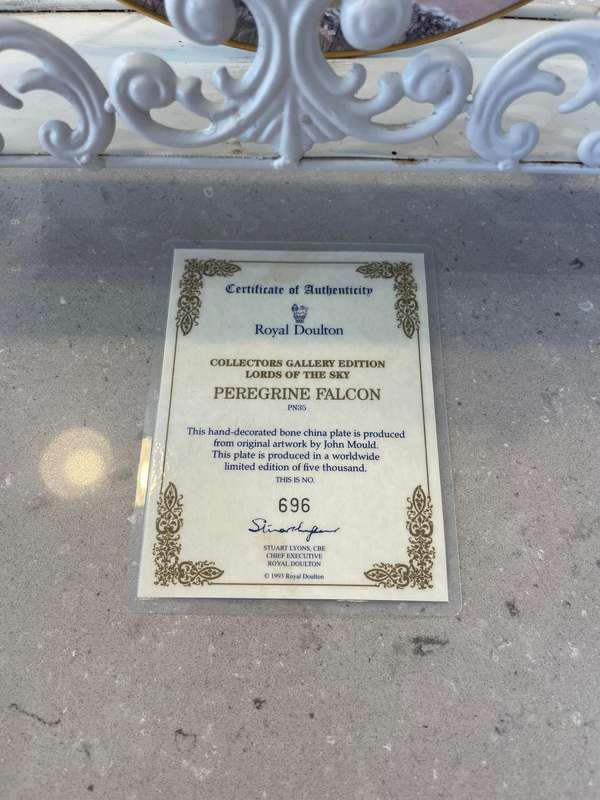 Certificate of Authenticity
Royal Doulton
COLLECTORS GALLERY EDITION
LORDS OF THE SKY
PEREGRINE FALCON
PN35
This hand-decorated bone china plate is produced
from original artwork by John Mould.
This plate is produced in a worldwide
limited edition of five thousand.
THIS IS NO.
696
STUART LYONS, CBE
CHIEF EXECUTIVE
ROYAL DOULTON
© 1993 Royal Doulton